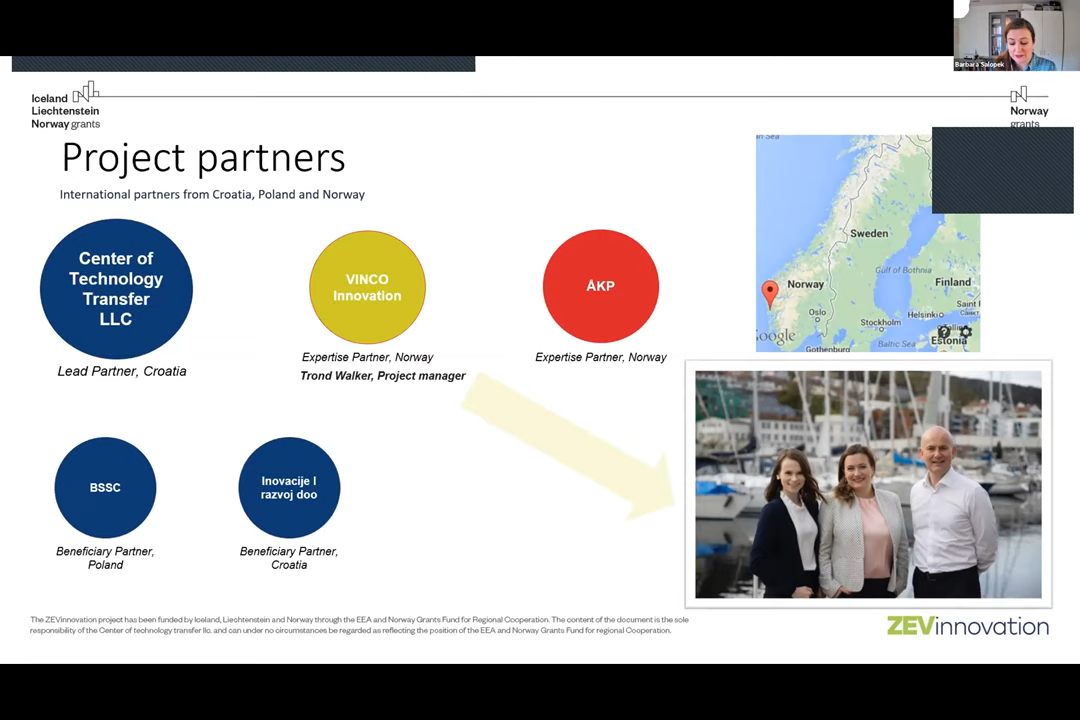 Barbara Salopek
Iceland
Liechtenstein
Norway grants
Norway
grants
Project partners
International partners from Croatia, Poland and Norway
Center of
Technology
Transfer
LLC
Lead Partner, Croatia
VINCO
Innovation
Expertise Partner, Norway
Trond Walker, Project manager
ÅKP
Expertise Partner, Norway
Sweden
Gulf of Bothnia
Norway
Finland
Oslo
Helsinki
Saint
Stockholm
Tallinn
Estonia
Google
Baltic Sea
Gothenburg
BSSC
Beneficiary Partner,
Poland
Inovacije I
razvoj doo
Beneficiary Partner,
Croatia
The ZEVinnovation project has been funded by Iceland, Liechtenstein and Norway through the EEA and Norway Grants Fund for Regional Cooperation. The content of the document is the sole
responsibility of the Center of technology transfer llc. and can under no circumstances be regarded as reflecting the position of the EEA and Norway Grants Fund for regional Cooperation.
ZEVinnovation